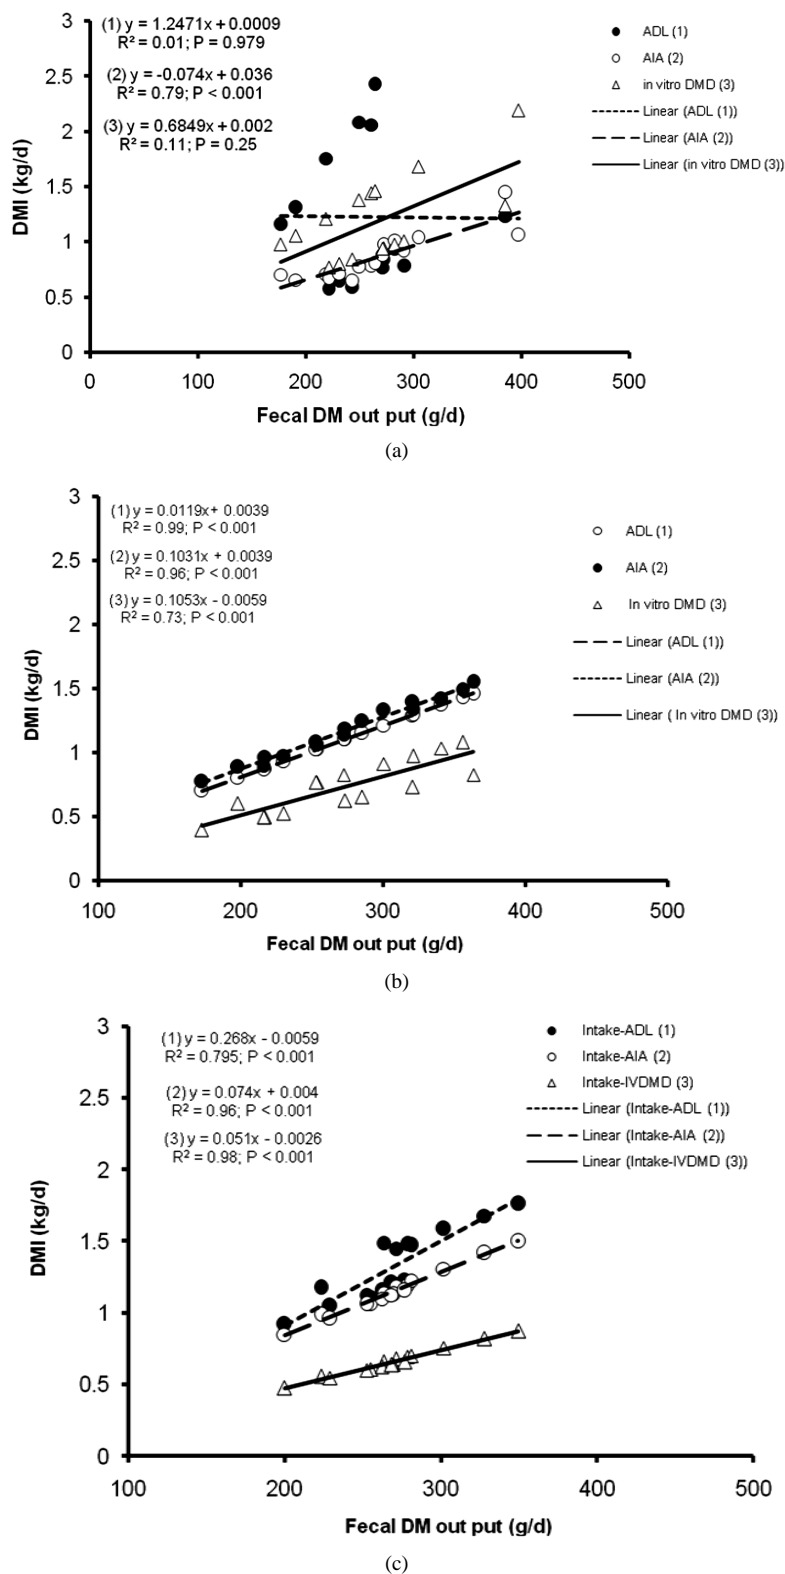 (1) y = 1.2471x + 0.0009
R² = 0.01; P = 0.979
(2) y = -0.074x + 0.036
R² = 0.79; P < 0.001
(3) y = 0.6849x + 0.002
R² = 0.11; P = 0.25
ADL (1)
AIA (2)
in vitro DMD (3)
Linear (ADL (1))
Linear (AIA (2))
Linear (in vitro DMD (3))
DMI (kg/d)
3
2.5
2
1.5
1
0.5
0
0 100 200 300 400 500
Fecal DM out put (g/d)
(a)
(1) y = 0.0119x + 0.0039
R² = 0.99; P < 0.001
(2) y = 0.1031x + 0.0039
R² = 0.96; P < 0.001
(3) y = 0.1053x - 0.0059
R² = 0.73; P < 0.001
ADL (1)
AIA (2)
In vitro DMD (3)
Linear (ADL (1))
Linear (AIA (2))
Linear ( In vitro DMD (3))
DMI (kg/d)
3
2.5
2
1.5
1
0.5
0
100 200 300 400 500
Fecal DM out put (g/d)
(b)
(1) y = 0.268x - 0.0059
R² = 0.795; P < 0.001
(2) y = 0.074x + 0.004
R² = 0.96; P < 0.001
(3) y = 0.051x - 0.0026
R² = 0.98; P < 0.001
Intake-ADL (1)
Intake-AIA (2)
Intake-IVDMD (3)
Linear (Intake-ADL (1))
Linear (Intake-AIA (2))
Linear (Intake-IVDMD (3))
DMI (kg/d)
3
2.5
2
1.5
1
0.5
0
100 200 300 400 500
Fecal DM out put (g/d)
(c)